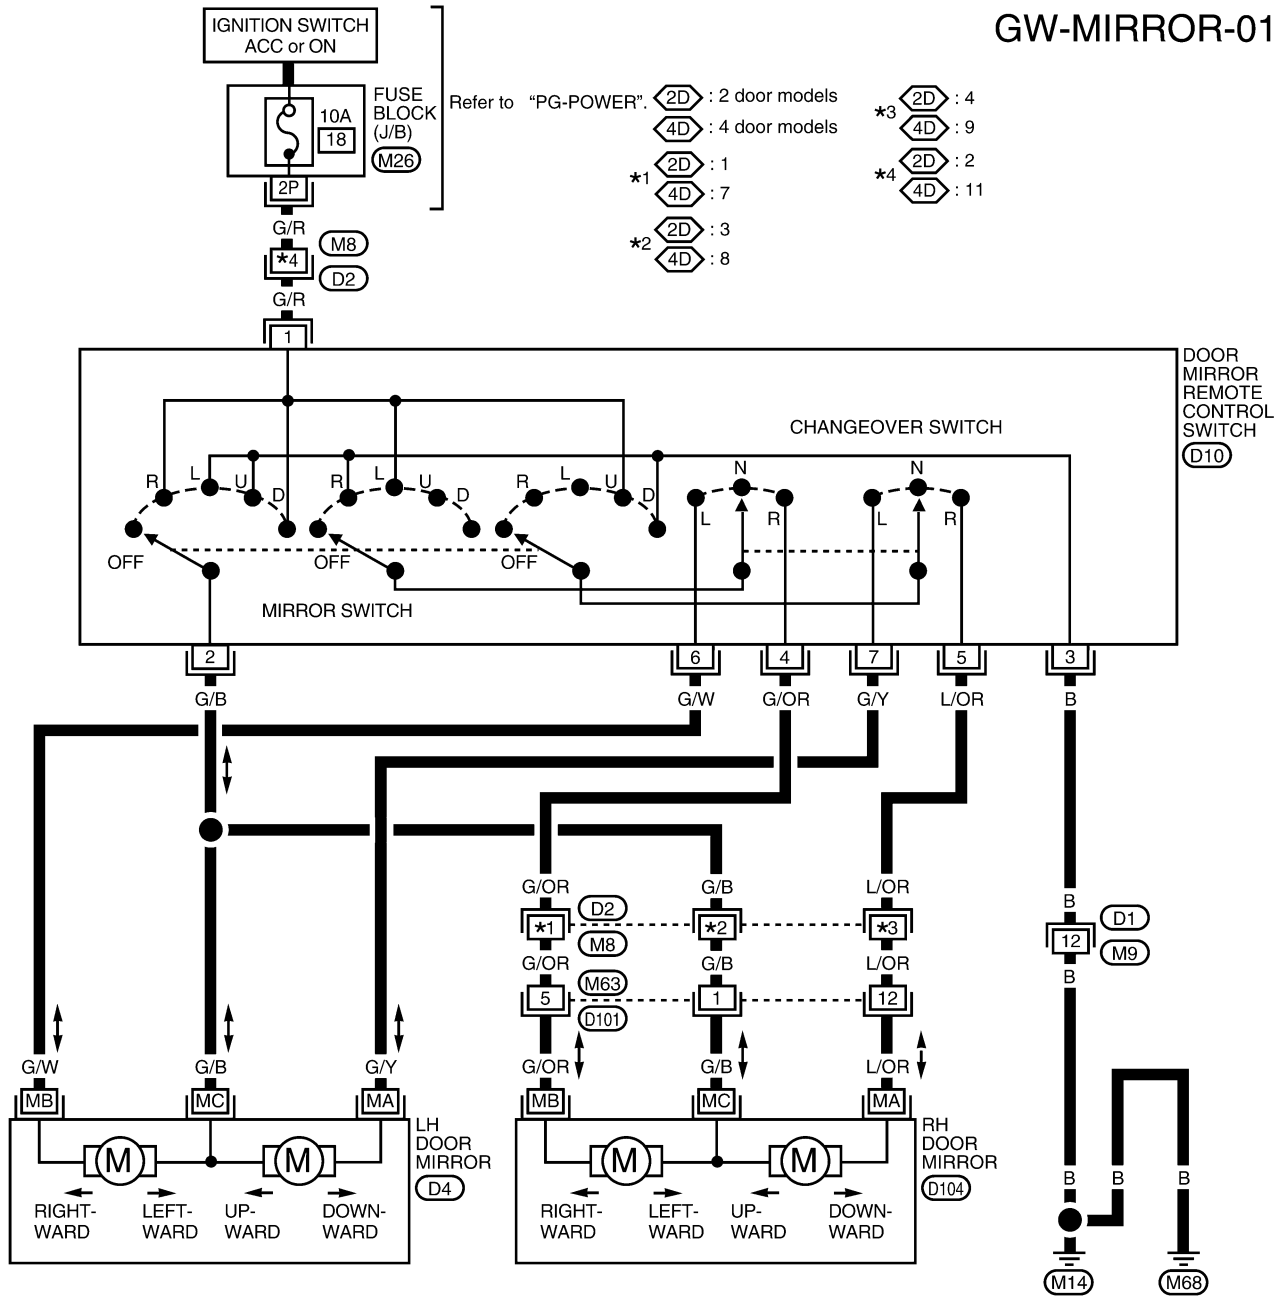 GW-MIRROR-01
IGNITION SWITCH
ACC or ON
FUSE
BLOCK
(J/B)
M26
10A
18
2P
Refer to "PG-POWER".
2D : 2 door models
4D : 4 door models
*1
2D : 1
4D : 7
*2
2D : 3
4D : 8
*3
2D : 4
4D : 9
*4
2D : 2
4D : 11
G/R
*4
M8
D2
G/R
1
DOOR
MIRROR
REMOTE
CONTROL
SWITCH
D10
CHANGEOVER SWITCH
R L U D
R L U D
R L U D
L N R
L N R
OFF
OFF
OFF
MIRROR SWITCH
2 6 4 7 5 3
G/B G/W G/OR G/Y L/OR B
G/OR G/B L/OR B
*1 D2 *2 *3 12 D1
M8 M9
G/OR G/B L/OR B
5 M63 1 12
D101
G/W G/B G/Y G/OR G/B L/OR
MB MC MA MB MC MA
LH
DOOR
MIRROR
D4
M M
RIGHT-
WARD
LEFT-
WARD
UP-
WARD
DOWN-
WARD
RH
DOOR
MIRROR
D104
M M
RIGHT-
WARD
LEFT-
WARD
UP-
WARD
DOWN-
WARD
B B B
M14 M68